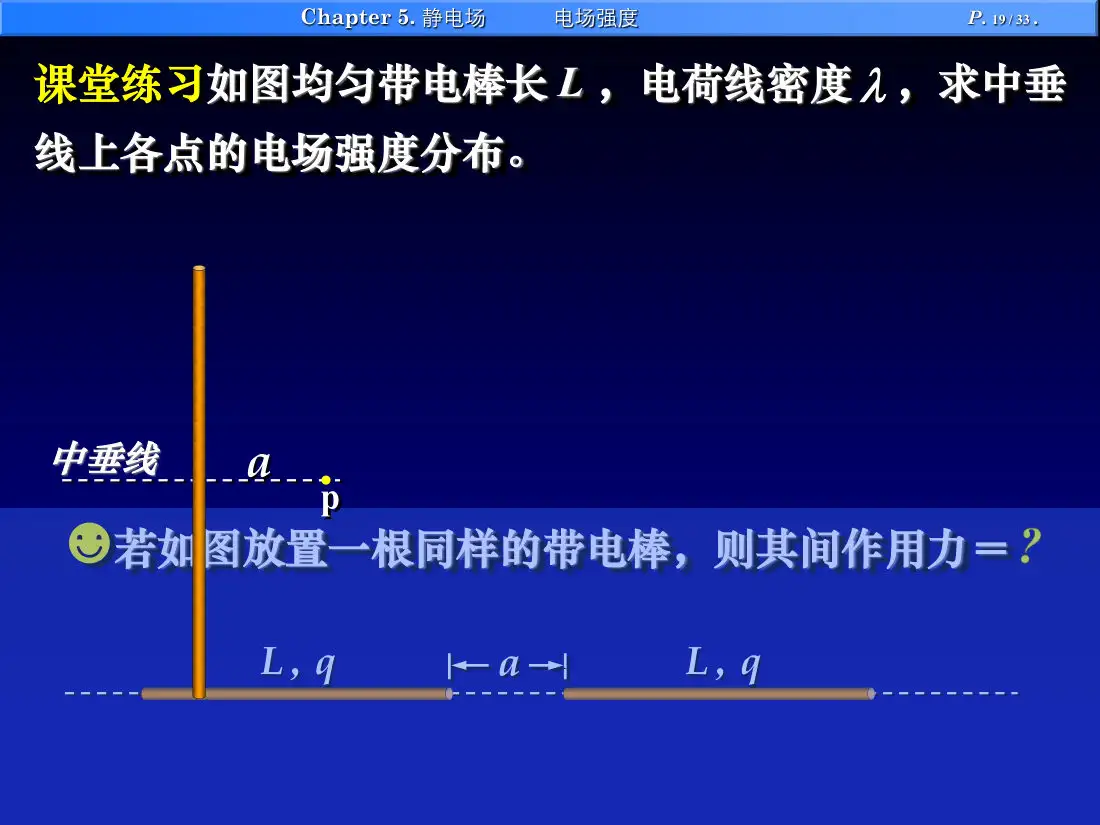 Chapter 5. 静电场 电场强度 P. 19 / 33 .
课堂练习如图均匀带电棒长 L ，电荷线密度 λ ，求中垂
线上各点的电场强度分布。
中垂线 a
p
若如图放置一根同样的带电棒，则其间作用力＝?
L , q a L , q